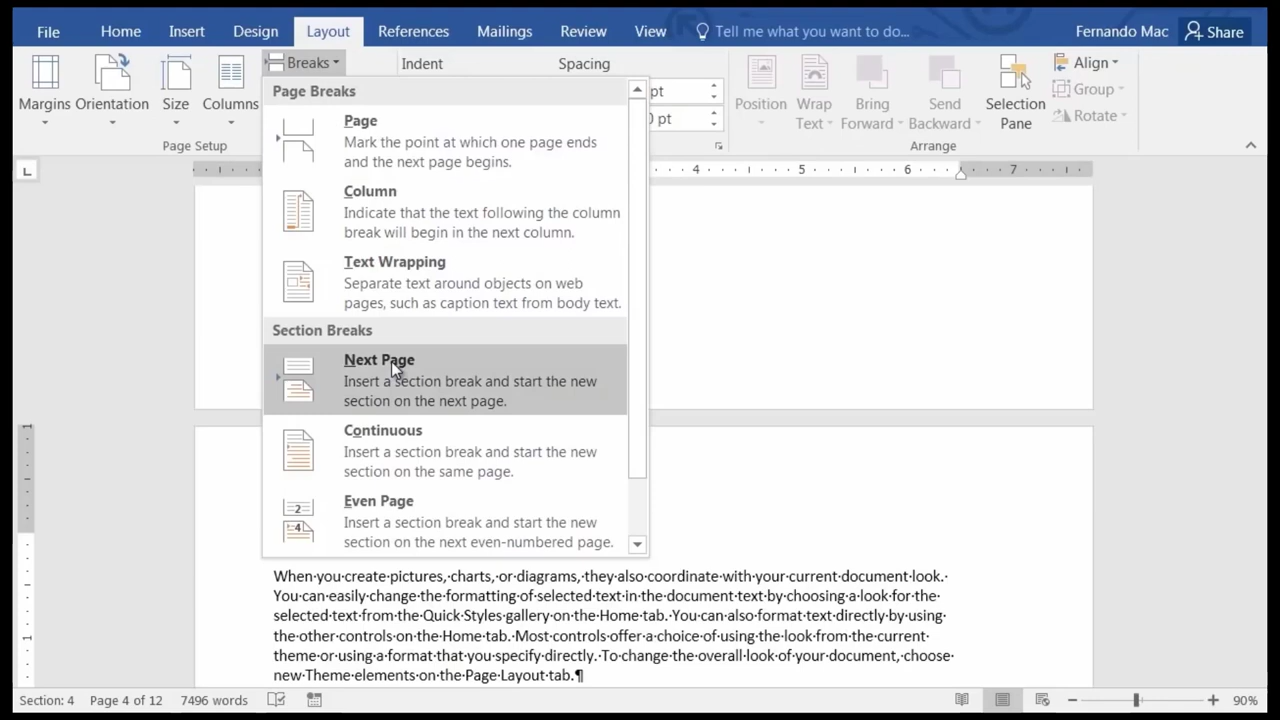 File Home Insert Design Layout References Mailings Review View Tell me what you want to do... Fernando Mac Share
Breaks Indent Spacing Align
Margins Orientation Size Columns
Position Wrap Text Bring Forward Send Backward Selection Pane Group
Rotate
pt
0 pt
Page Setup Arrange
Page Breaks
Page
Mark the point at which one page ends
and the next page begins.
Column
Indicate that the text following the column
break will begin in the next column.
Text Wrapping
Separate text around objects on web
pages, such as caption text from body text.
Section Breaks
Next Page
Insert a section break and start the new
section on the next page.
Continuous
Insert a section break and start the new
section on the same page.
Even Page
Insert a section break and start the new
section on the next even-numbered page.
2
4
L
4 5 6 7
1
1
When·you·create·pictures,·charts,·or·diagrams,·they·also·coordinate·with·your·current·document·look.·
You·can·easily·change·the·formatting·of·selected·text·in·the·document·text·by·choosing·a·look·for·the·
selected·text·from·the·Quick·Styles·gallery·on·the·Home·tab.·You·can·also·format·text·directly·by·using·
the·other·controls·on·the·Home·tab.·Most·controls·offer·a·choice·of·using·the·look·from·the·current·
theme·or·using·a·format·that·you·specify·directly.·To·change·the·overall·look·of·your·document,·choose·
new·Theme·elements·on·the·Page·Layout·tab.¶
Section: 4 Page 4 of 12 7496 words 90%